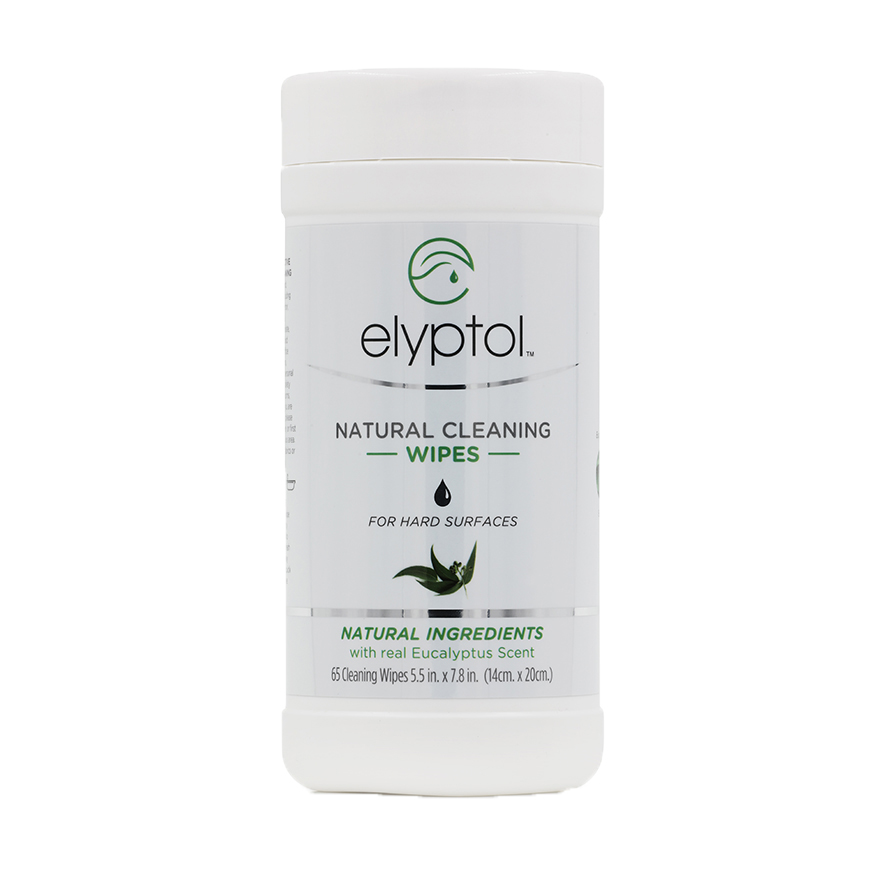 elyptol™
NATURAL CLEANING
WIPES
FOR HARD SURFACES
NATURAL INGREDIENTS
with real Eucalyptus Scent
65 Cleaning Wipes 5.5 in. x 7.8 in. (14cm. x 20cm.)